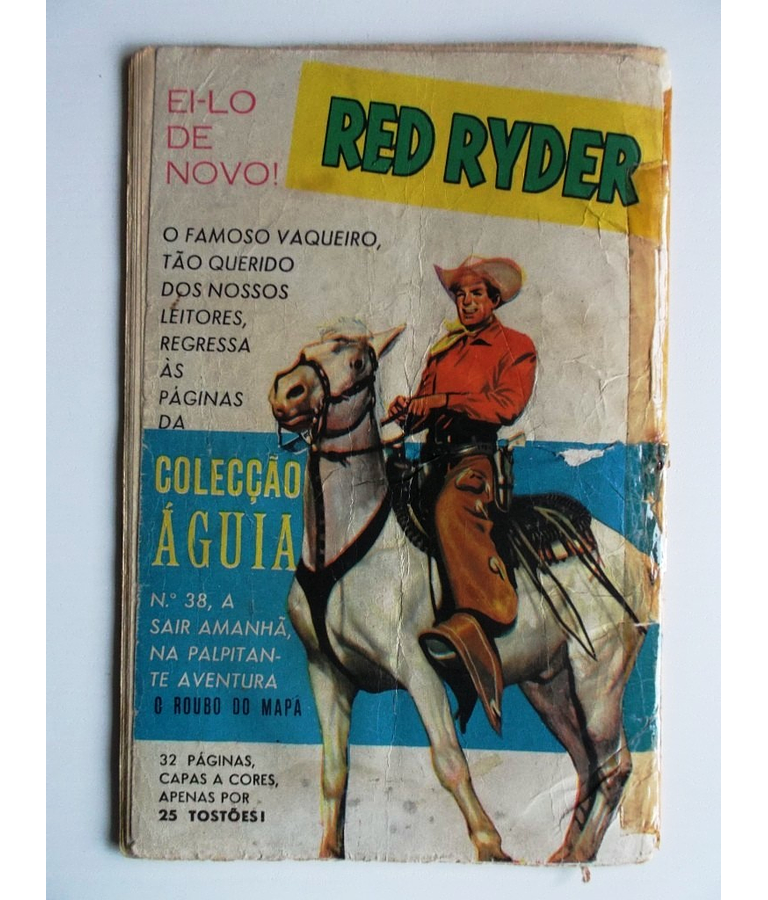 EI-LO
DE
NOVO!
RED RYDER
O FAMOSO VAQUEIRO,
TÃO QUERIDO
DOS NOSSOS
LEITORES,
REGRESSA
ÀS
PÁGINAS
DA
COLECÇÃO
ÁGUIA
N.º 38, A
SAIR AMANHÃ,
NA PALPITAN-
TE AVENTURA
O ROUBO DO MAPA
32 PÁGINAS,
CAPAS A CORES,
APENAS POR
25 TOSTÕES!